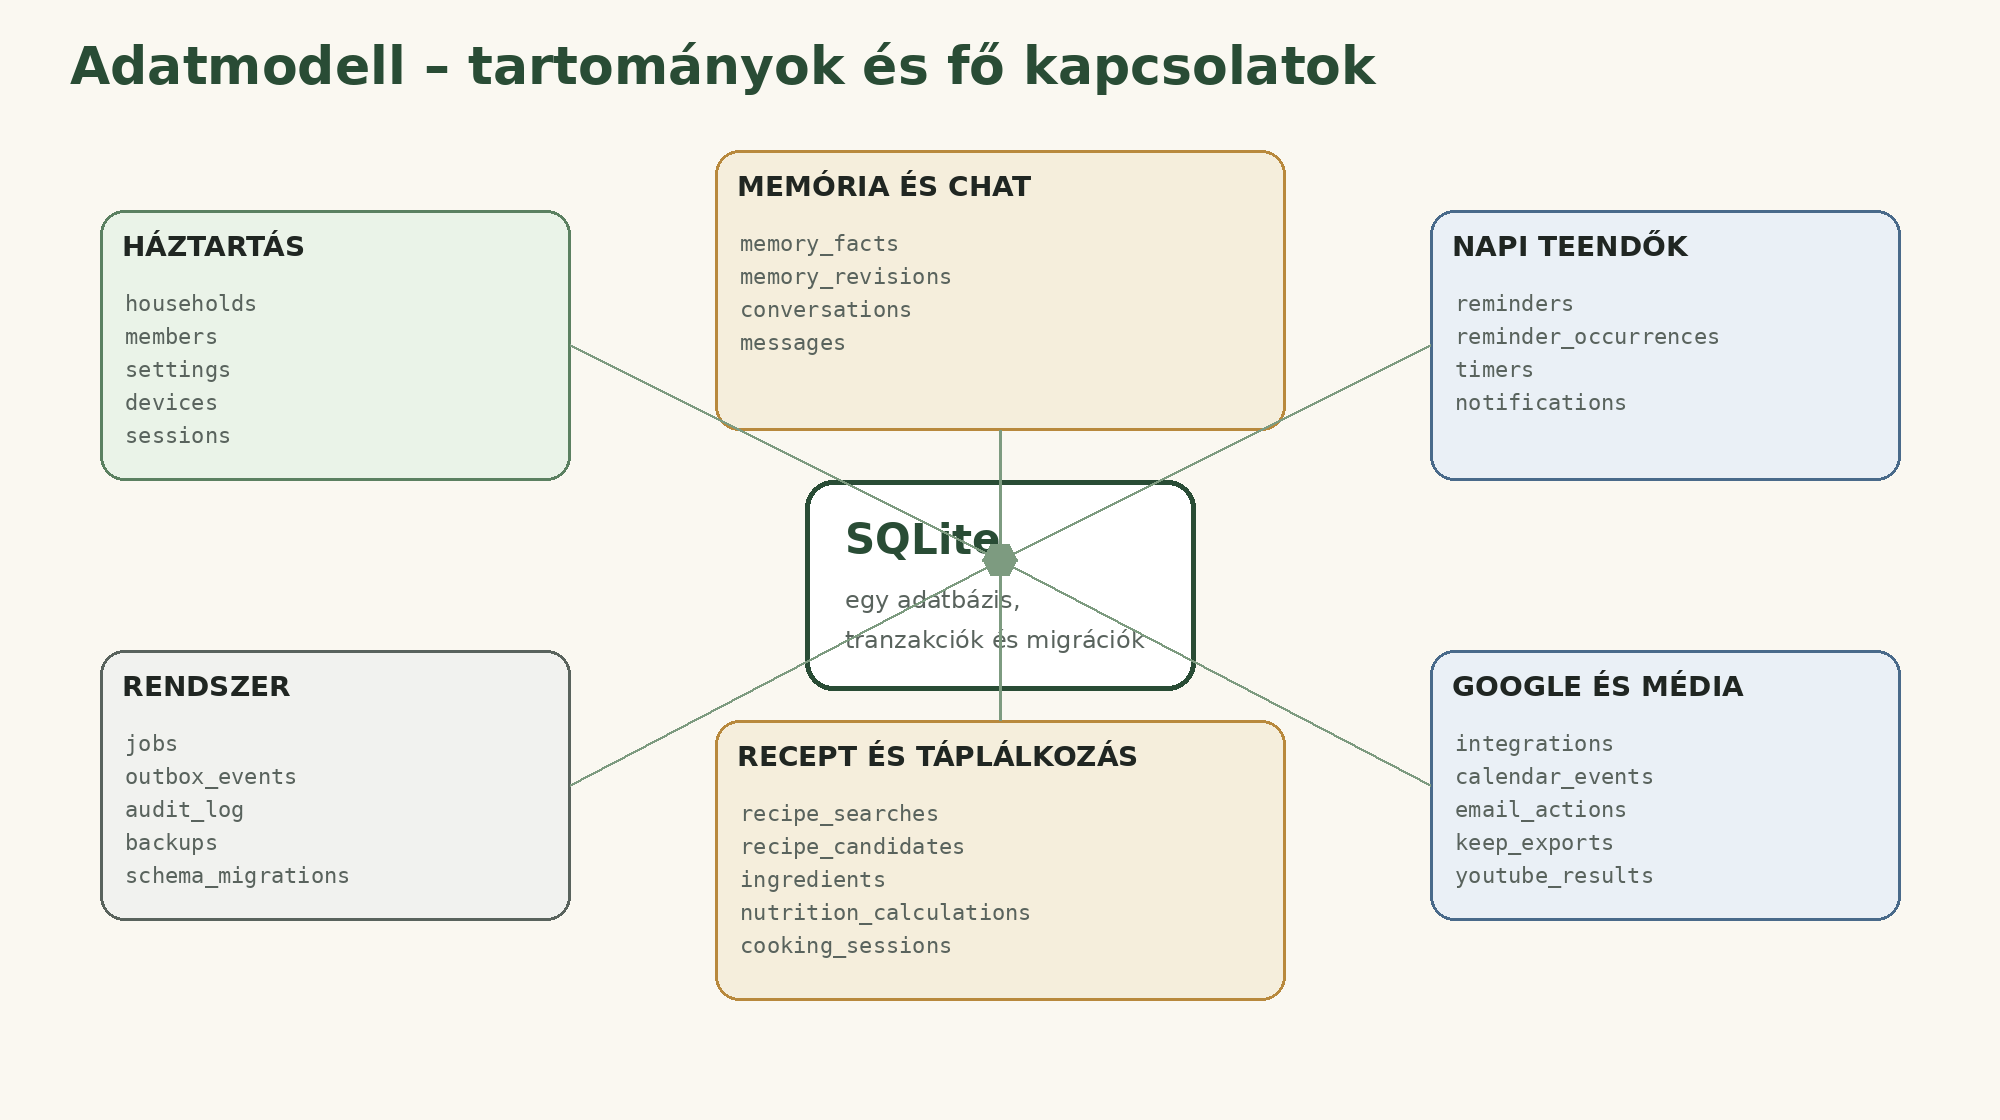 Adatmodell – tartományok és fő kapcsolatok
MEMÓRIA ÉS CHAT
memory_facts
memory_revisions
conversations
messages
HÁZTARTÁS
households
members
settings
devices
sessions
NAPI TEENDŐK
reminders
reminder_occurrences
timers
notifications
SQLite
egy adatbázis,
tranzakciók és migrációk
RENDSZER
jobs
outbox_events
audit_log
backups
schema_migrations
RECEPT ÉS TÁPLÁLKOZÁS
recipe_searches
recipe_candidates
ingredients
nutrition_calculations
cooking_sessions
GOOGLE ÉS MÉDIA
integrations
calendar_events
email_actions
keep_exports
youtube_results